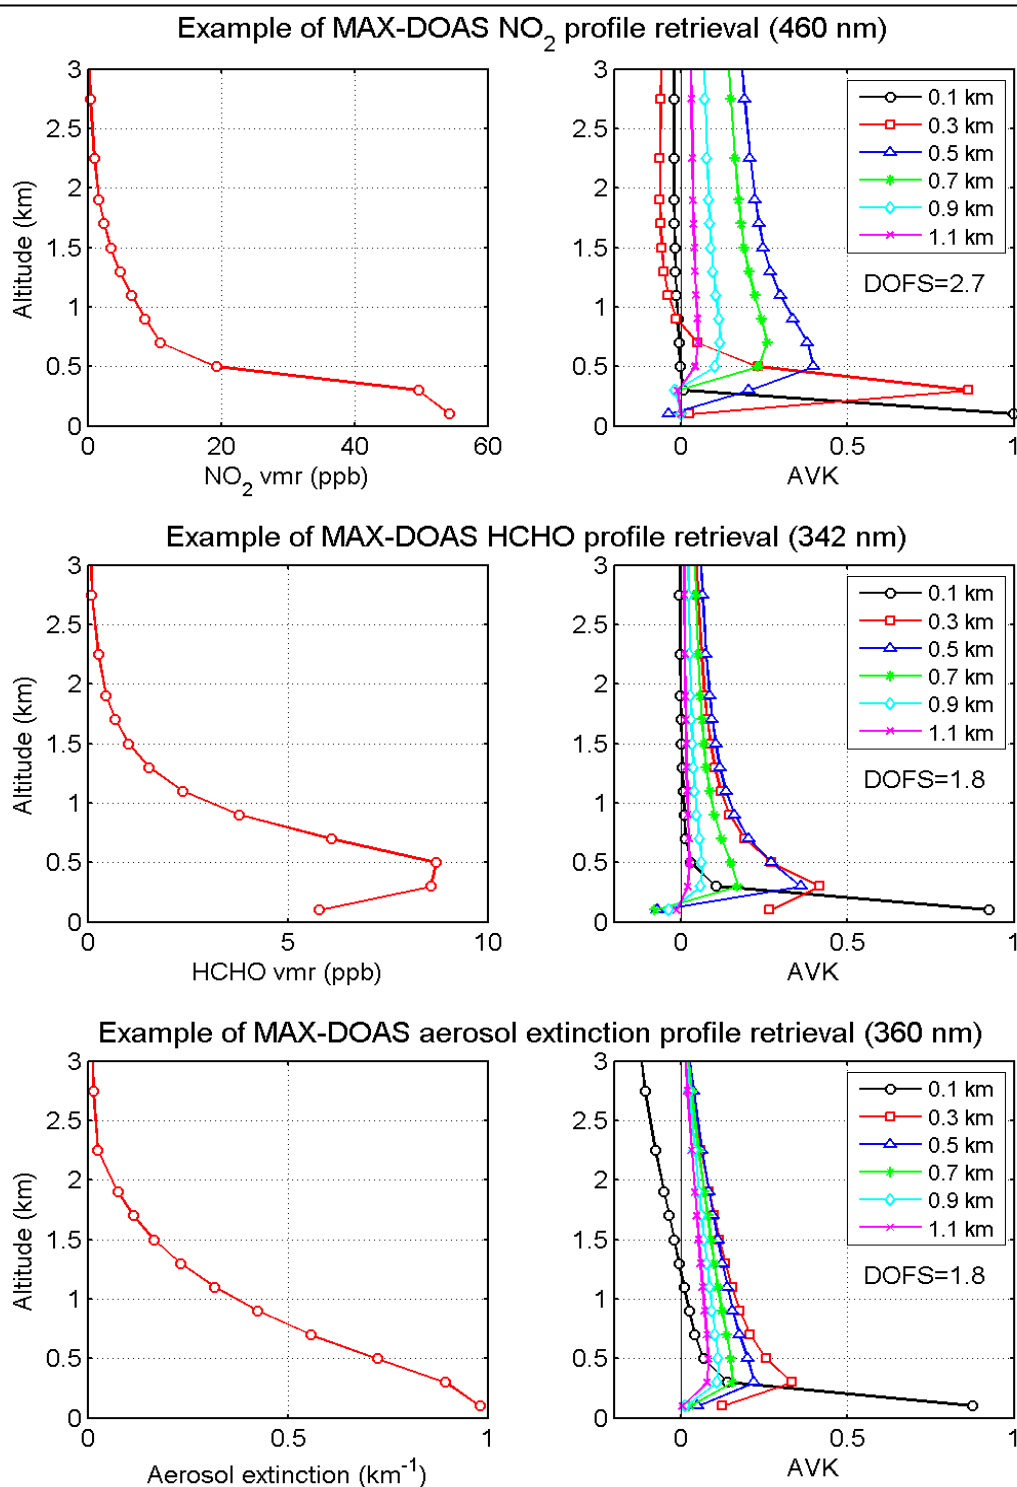 Example of MAX-DOAS NO2 profile retrieval (460 nm)
3
2.5
2
1.5
1
0.5
0
Altitude (km)
0 20 40 60
NO2 vmr (ppb)
3
2.5
2
1.5
1
0.5
0
0.1 km
0.3 km
0.5 km
0.7 km
0.9 km
1.1 km
DOFS=2.7
0 0.5 1
AVK
Example of MAX-DOAS HCHO profile retrieval (342 nm)
3
2.5
2
1.5
1
0.5
0
Altitude (km)
0 5 10
HCHO vmr (ppb)
3
2.5
2
1.5
1
0.5
0
0.1 km
0.3 km
0.5 km
0.7 km
0.9 km
1.1 km
DOFS=1.8
0 0.5 1
AVK
Example of MAX-DOAS aerosol extinction profile retrieval (360 nm)
3
2.5
2
1.5
1
0.5
0
Altitude (km)
0 0.5 1
Aerosol extinction (km-1)
3
2.5
2
1.5
1
0.5
0
0.1 km
0.3 km
0.5 km
0.7 km
0.9 km
1.1 km
DOFS=1.8
0 0.5 1
AVK